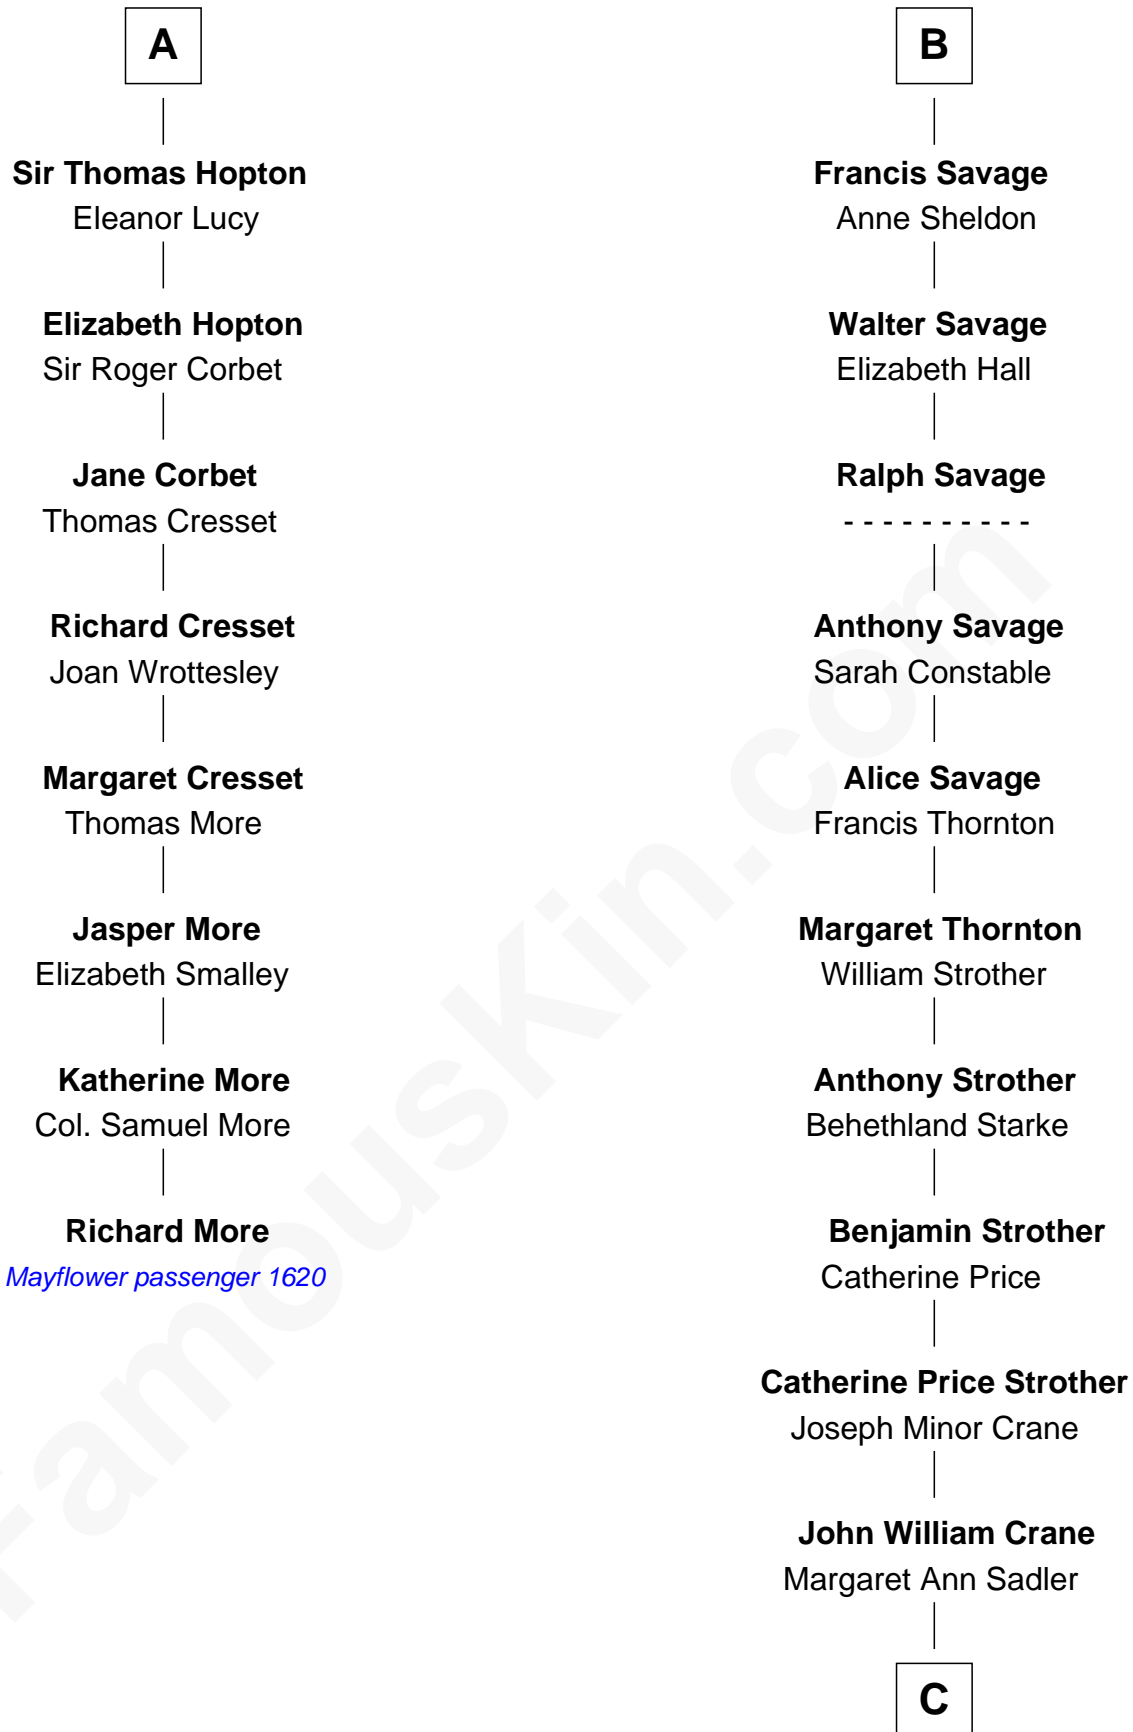 A
Sir Thomas Hopton
Eleanor Lucy
Elizabeth Hopton
Sir Roger Corbet
Jane Corbet
Thomas Cresset
Richard Cresset
Joan Wrottesley
Margaret Cresset
Thomas More
Jasper More
Elizabeth Smalley
Katherine More
Col. Samuel More
Richard More
Mayflower passenger 1620
B
Francis Savage
Anne Sheldon
Walter Savage
Elizabeth Hall
Ralph Savage
- - - - - - - - - -
Anthony Savage
Sarah Constable
Alice Savage
Francis Thornton
Margaret Thornton
William Strother
Anthony Strother
Behethland Starke
Benjamin Strother
Catherine Price
Catherine Price Strother
Joseph Minor Crane
John William Crane
Margaret Ann Sadler
C
FamousKin.com